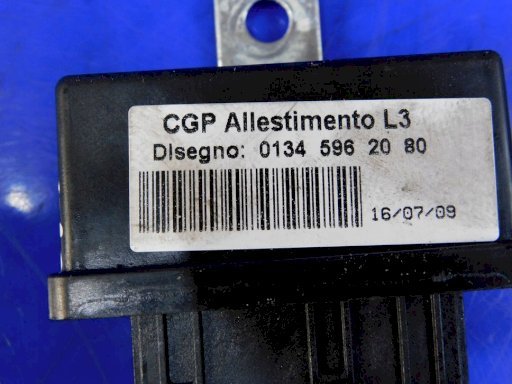 CGP Allestimento L3
Disegno: 0134 596 20 80
16/07/09